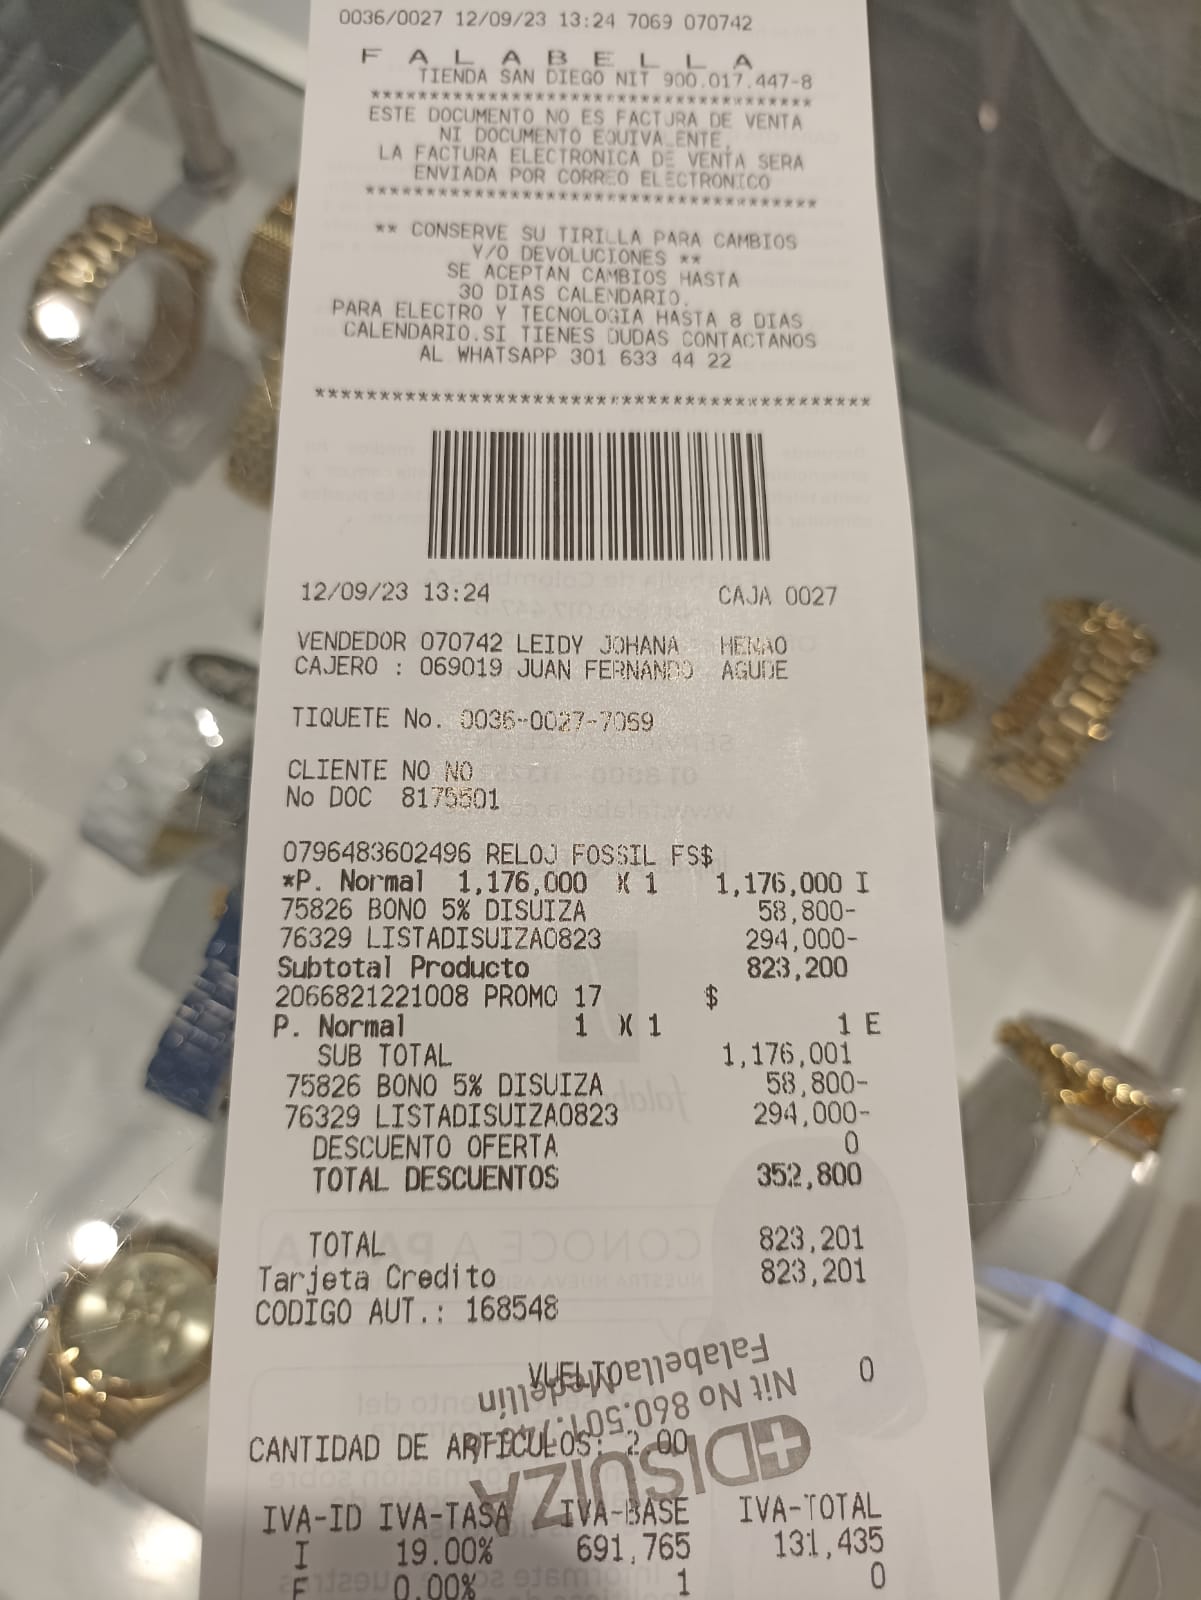 0036/0027 12/09/23 13:24 7069 070742
F A L A B E L L A
TIENDA SAN DIEGO NIT 900.017.447-8
******************************************
ESTE DOCUMENTO NO ES FACTURA DE VENTA
NI DOCUMENTO EQUIVALENTE,
LA FACTURA ELECTRONICA DE VENTA SERA
ENVIADA POR CORREO ELECTRONICO
******************************************
** CONSERVE SU TIRILLA PARA CAMBIOS
Y/O DEVOLUCIONES **
SE ACEPTAN CAMBIOS HASTA
30 DIAS CALENDARIO.
PARA ELECTRO Y TECNOLOGIA HASTA 8 DIAS
CALENDARIO.SI TIENES DUDAS CONTACTANOS
AL WHATSAPP 301 633 44 22
******************************************
12/09/23 13:24 CAJA 0027
VENDEDOR 070742 LEIDY JOHANA HENAO
CAJERO : 069019 JUAN FERNANDO AGUDE
TIQUETE No. 0036-0027-7069
CLIENTE NO NO
No DOC 8175501
0796483602496 RELOJ FOSSIL FS$
*P. Normal 1,176,000 X 1 1,176,000 I
75826 BONO 5% DISUIZA 58,800-
76329 LISTADISUIZA0823 294,000-
Subtotal Producto 823,200
2066821221008 PROMO 17 $
P. Normal 1 X 1 1 E
SUB TOTAL 1,176,001
75826 BONO 5% DISUIZA 58,800-
76329 LISTADISUIZA0823 294,000-
DESCUENTO OFERTA 0
TOTAL DESCUENTOS 352,800
TOTAL 823,201
Tarjeta Credito 823,201
CODIGO AUT.: 168548
VUELTO 0
CANTIDAD DE ARTICULOS: 2.00
DISUIZA
Nit No 860.501.
Falabella Medellín
IVA-ID IVA-TASA IVA-BASE IVA-TOTAL
I 19.00% 691,765 131,435
E 0.00% 1 0